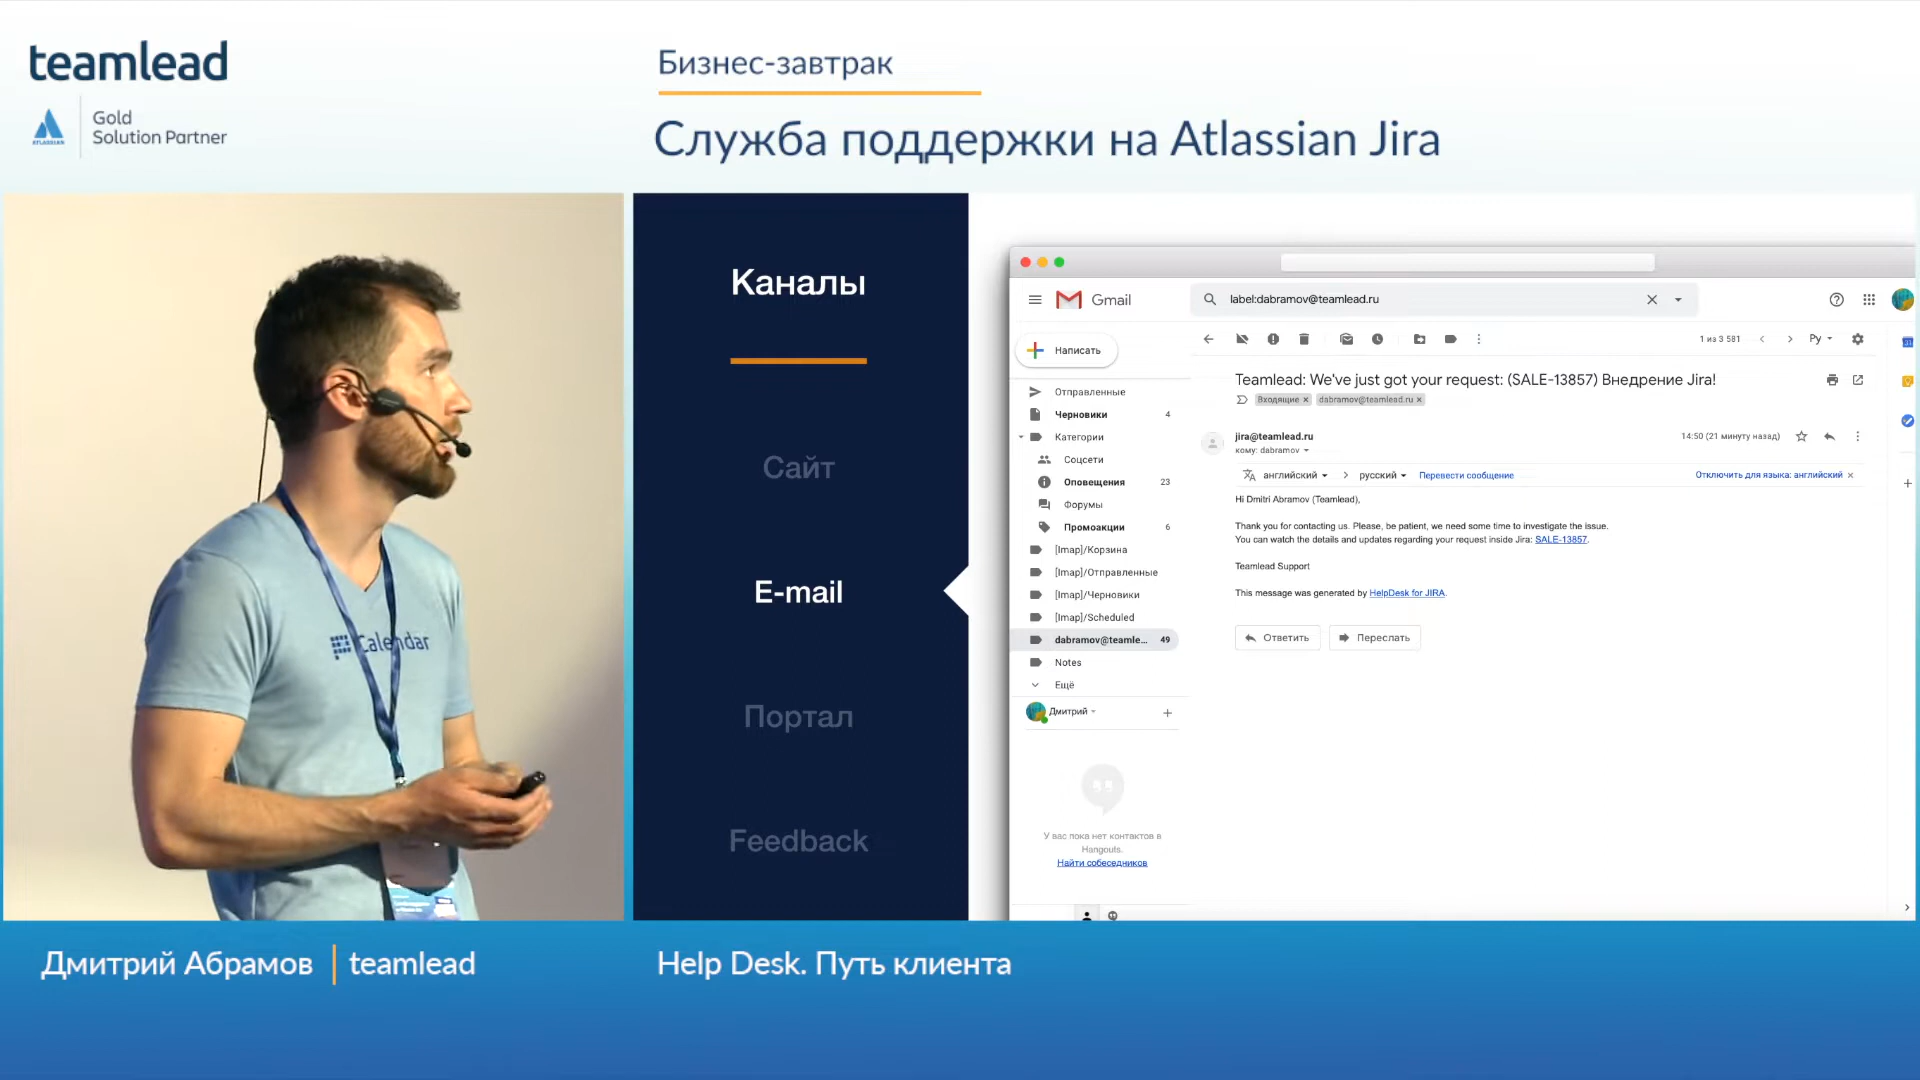 teamlead
ATLASSIAN
Gold
Solution Partner
Бизнес-завтрак
Служба поддержки на Atlassian Jira
Calendar
Каналы
Сайт
E-mail
Портал
Feedback
Gmail
label:dabramov@teamlead.ru
Написать
1 из 3 581
Ру
Отправленные
Черновики 4
Категории
Соцсети
Оповещения 23
Форумы
Промоакции 6
[Imap]/Корзина
[Imap]/Отправленные
[Imap]/Черновики
[Imap]/Scheduled
dabramov@teamle... 49
Notes
Ещё
Дмитрий
У вас пока нет контактов в
Hangouts.
Найти собеседников
Teamlead: We've just got your request: (SALE-13857) Внедрение Jira!
Входящие x dabramov@teamlead.ru x
jira@teamlead.ru
14:50 (21 минуту назад)
кому: dabramov
английский > русский Перевести сообщение
Отключить для языка: английский x
Hi Dmitri Abramov (Teamlead),
Thank you for contacting us. Please, be patient, we need some time to investigate the issue.
You can watch the details and updates regarding your request inside Jira: SALE-13857.
Teamlead Support
This message was generated by HelpDesk for JIRA.
Ответить
Переслать
Дмитрий Абрамов | teamlead
Help Desk. Путь клиента